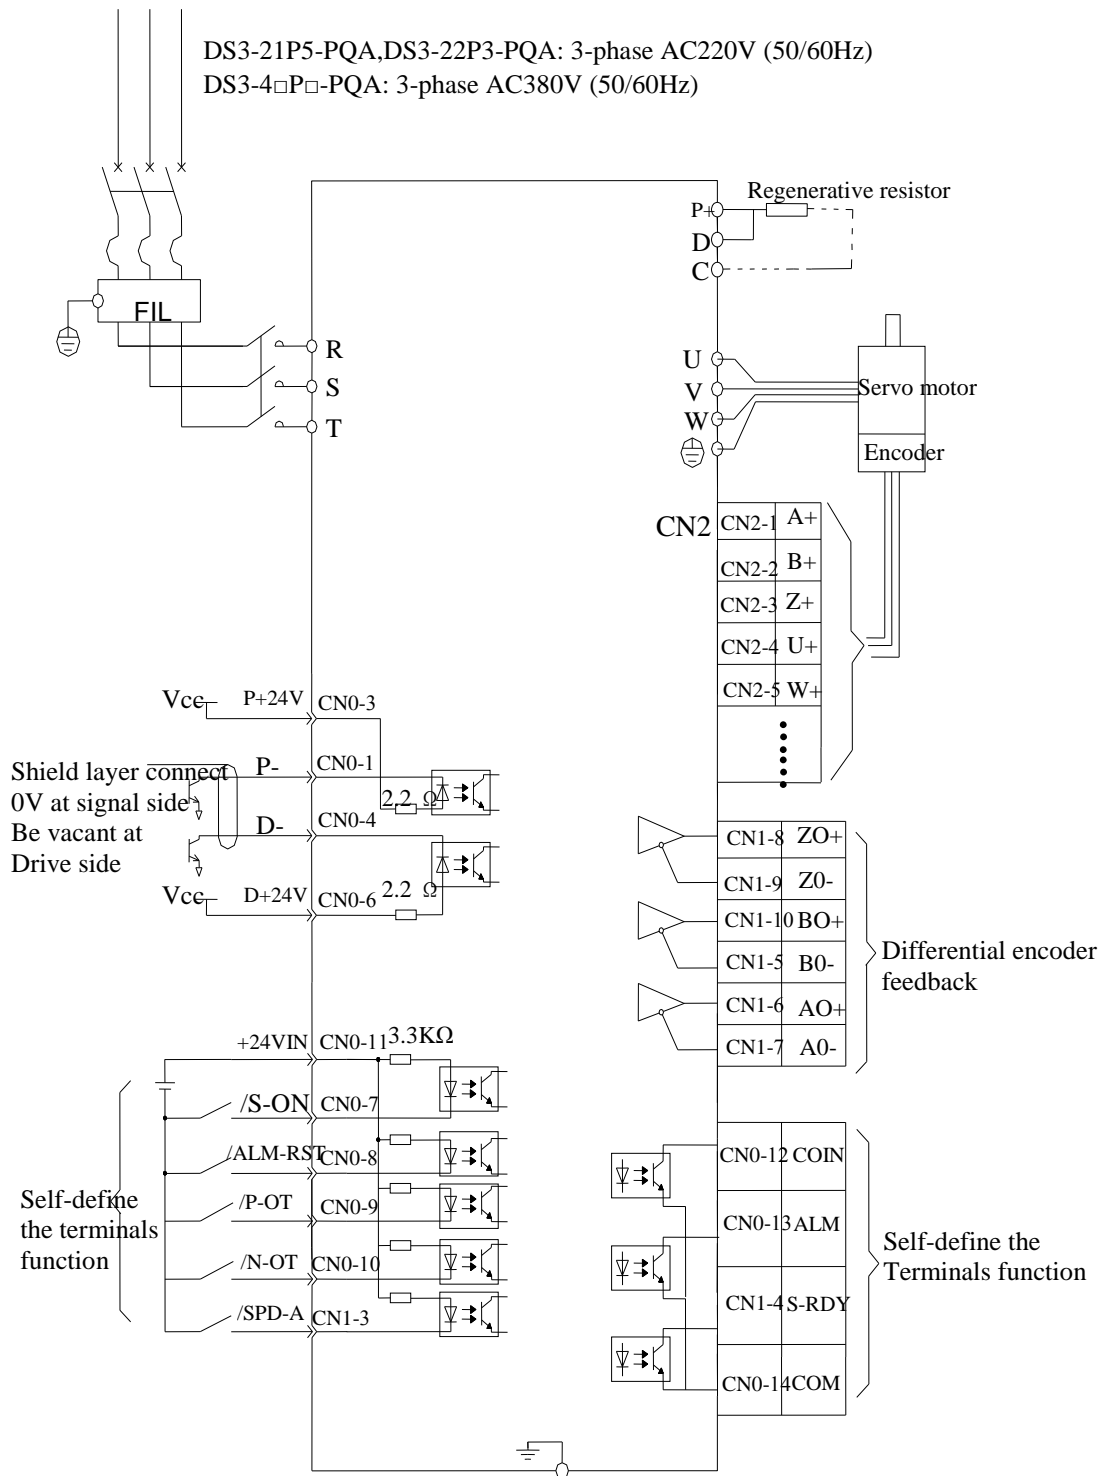 DS3-21P5-PQA,DS3-22P3-PQA: 3-phase AC220V (50/60Hz)
DS3-4□P□-PQA: 3-phase AC380V (50/60Hz)
Regenerative resistor
P+
D
C
FIL
R
S
T
U
V
W
Servo motor
Encoder
CN2
CN2-1 A+
CN2-2 B+
CN2-3 Z+
CN2-4 U+
CN2-5 W+
Vcc P+24V CN0-3
P- CN0-1
2.2 Ω
D- CN0-4
Shield layer connect
0V at signal side
Be vacant at
Drive side
Vcc D+24V CN0-6 2.2 Ω
CN1-8 ZO+
CN1-9 Z0-
CN1-10 BO+
CN1-5 B0-
CN1-6 AO+
CN1-7 A0-
Differential encoder
feedback
+24VIN CN0-11 3.3KΩ
/S-ON CN0-7
/ALM-RST CN0-8
/P-OT CN0-9
/N-OT CN0-10
/SPD-A CN1-3
Self-define
the terminals
function
CN0-12 COIN
CN0-13 ALM
CN1-4 S-RDY
CN0-14 COM
Self-define the
Terminals function